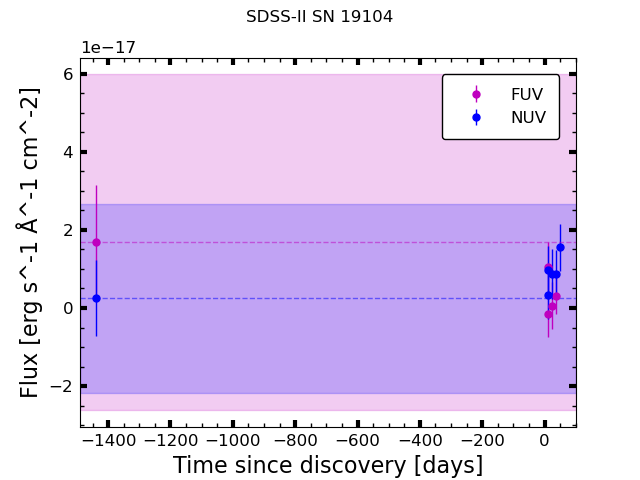 SDSS-II SN 19104
1e−17
FUV
NUV
6
4
2
0
−2
Flux [erg s^-1 Å^-1 cm^-2]
−1400 −1200 −1000 −800 −600 −400 −200 0
Time since discovery [days]